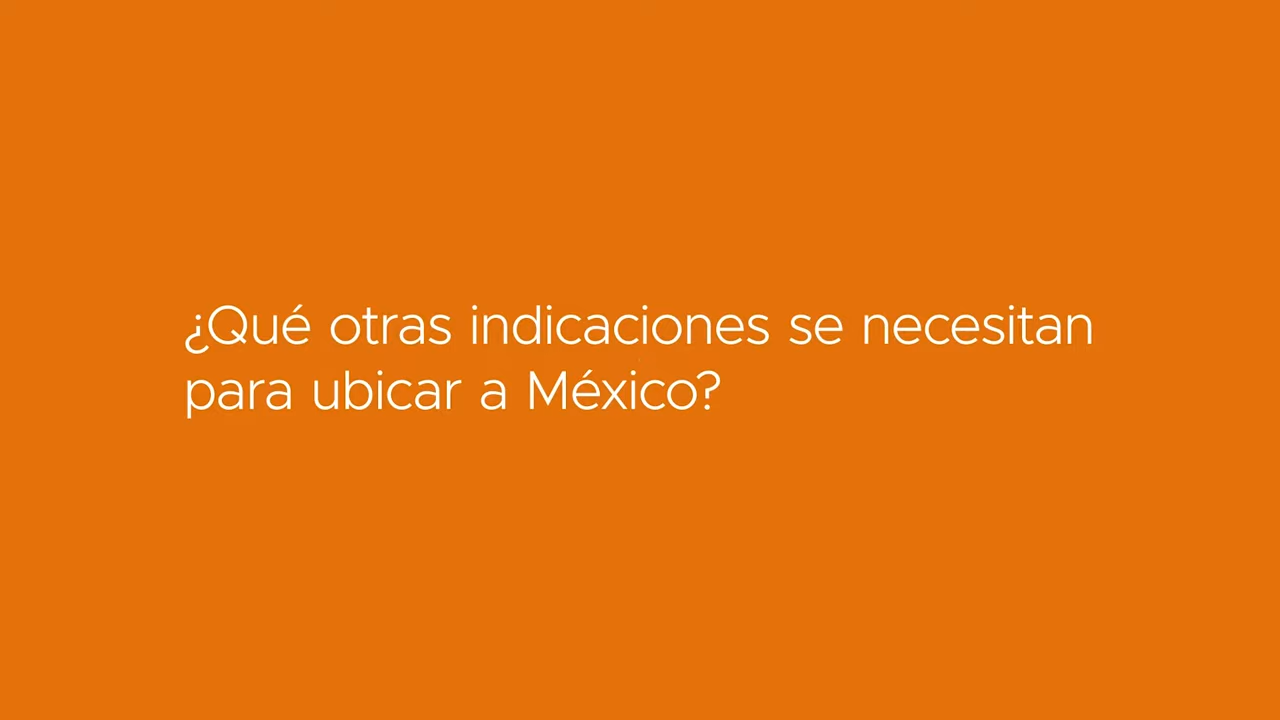 ¿Qué otras indicaciones se necesitan
para ubicar a México?